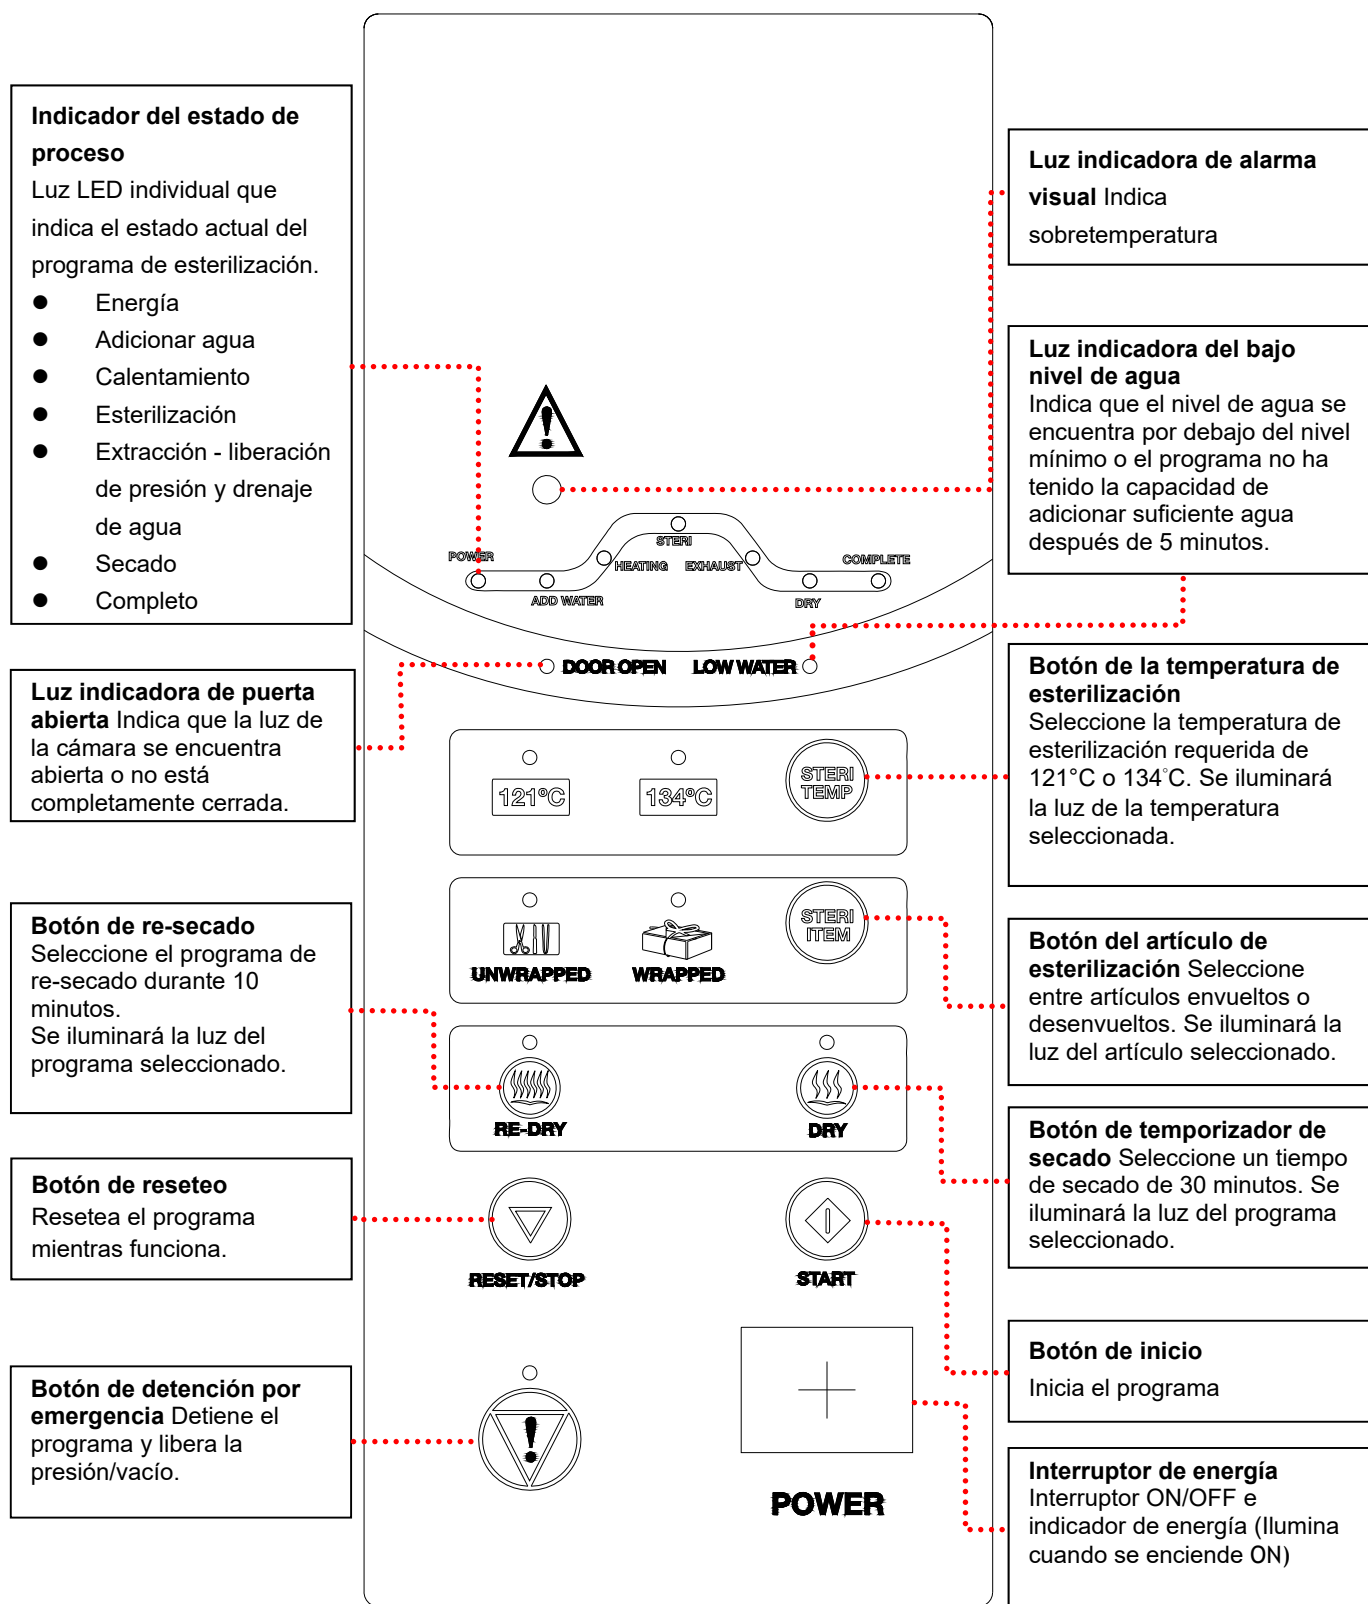 Indicador del estado de
proceso
Luz LED individual que
indica el estado actual del
programa de esterilización.
● Energía
● Adicionar agua
● Calentamiento
● Esterilización
● Extracción - liberación
de presión y drenaje
de agua
● Secado
● Completo
Luz indicadora de puerta
abierta Indica que la luz de
la cámara se encuentra
abierta o no está
completamente cerrada.
Botón de re-secado
Seleccione el programa de
re-secado durante 10
minutos.
Se iluminará la luz del
programa seleccionado.
Botón de reseteo
Resetea el programa
mientras funciona.
Botón de detención por
emergencia Detiene el
programa y libera la
presión/vacío.
POWER
ADD WATER
HEATING
STERI
EXHAUST
DRY
COMPLETE
DOOR OPEN LOW WATER
121ºC 134ºC STERI
TEMP
STERI
ITEM
UNWRAPPED WRAPPED
RE-DRY DRY
RESET/STOP START
POWER
Luz indicadora de alarma
visual Indica
sobretemperatura
Luz indicadora del bajo
nivel de agua
Indica que el nivel de agua se
encuentra por debajo del nivel
mínimo o el programa no ha
tenido la capacidad de
adicionar suficiente agua
después de 5 minutos.
Botón de la temperatura de
esterilización
Seleccione la temperatura de
esterilización requerida de
121°C o 134°C. Se iluminará
la luz de la temperatura
seleccionada.
Botón del artículo de
esterilización Seleccione
entre artículos envueltos o
desenvueltos. Se iluminará la
luz del artículo seleccionado.
Botón de temporizador de
secado Seleccione un tiempo
de secado de 30 minutos. Se
iluminará la luz del programa
seleccionado.
Botón de inicio
Inicia el programa
Interruptor de energía
Interruptor ON/OFF e
indicador de energía (Ilumina
cuando se enciende ON)